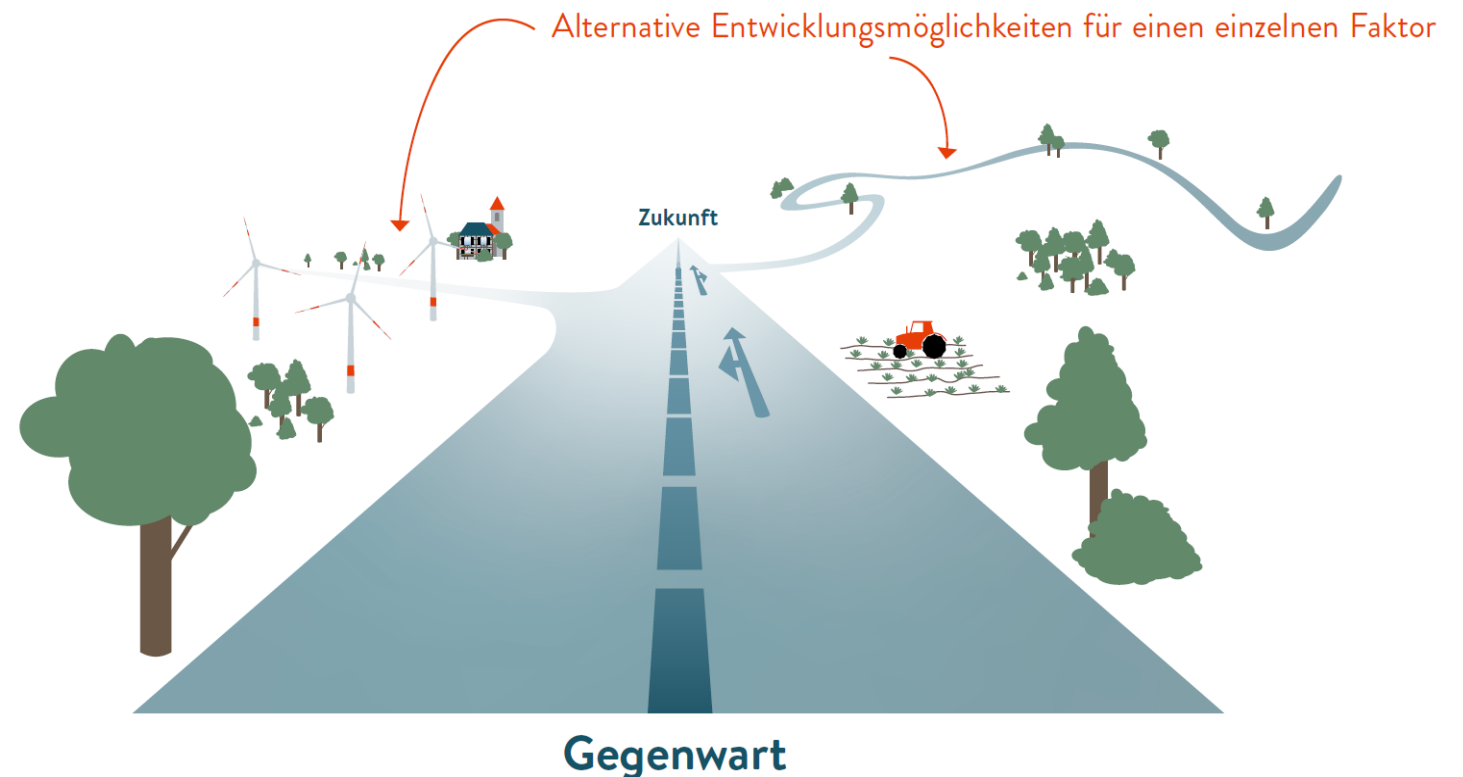 Alternative Entwicklungsmöglichkeiten für einen einzelnen Faktor
Zukunft
Gegenwart